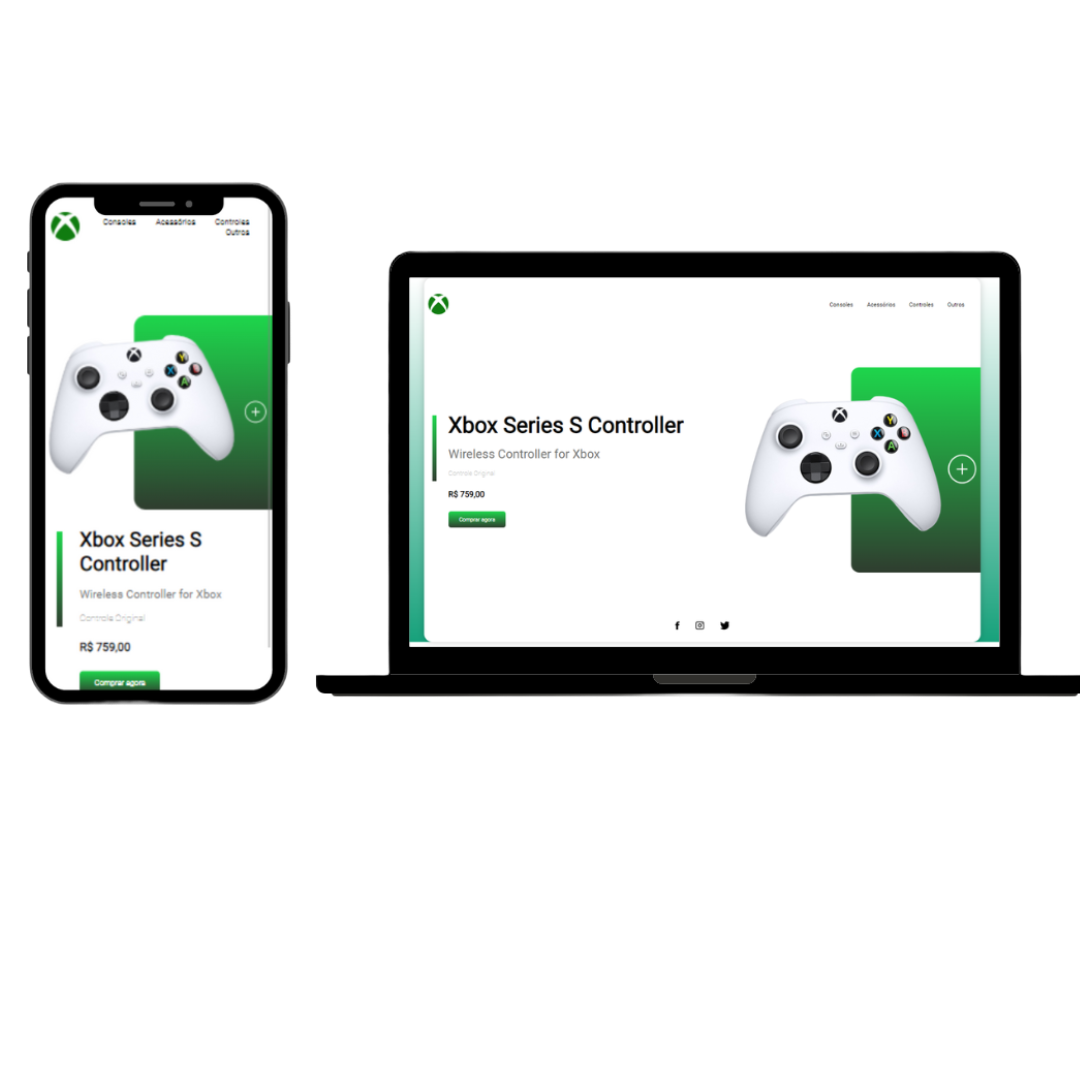 Consoles Acessórios Controles
Outros
Y
X
B
A
Xbox Series S
Controller
Wireless Controller for Xbox
Controle Original
R$ 759,00
Comprar agora
Consoles Acessórios Controles Outros
Xbox Series S Controller
Wireless Controller for Xbox
Controle Original
R$ 759,00
Comprar agora
Y
X
B
A